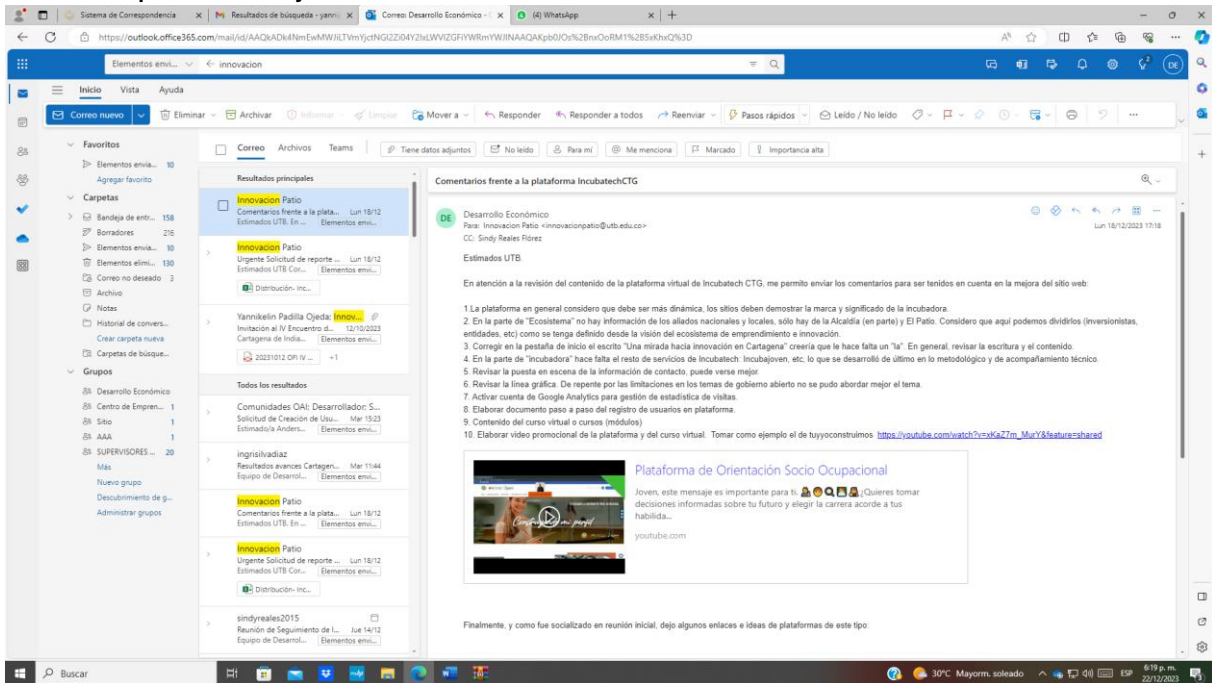 Sistema de Correspondencia
Resultados de búsqueda - yanni
Correo: Desarrollo Económico -
(4) WhatsApp
https://outlook.office365.com/mail/id/
Elementos envi...
innovacion
DE
Inicio Vista Ayuda
Correo nuevo Eliminar Archivar Informar Limpiar Mover a Responder Responder a todos Reenviar Pasos rápidos Leído / No leído
Favoritos
Elementos envia... 10
Agregar favorito
Carpetas
Bandeja de entr... 158
Borradores 216
Elementos envia... 10
Elementos elimi... 130
Correo no deseado 3
Archivo
Notas
Historial de convers...
Crear carpeta nueva
Carpetas de búsque...
Grupos
Desarrollo Económico
Centro de Empren... 1
Sitio 1
AAA 1
SUPERVISORES ... 20
Más
Nuevo grupo
Descubrimiento de g...
Administrar grupos
Correo Archivos Teams Tiene datos adjuntos No leído Para mí Me menciona Marcado Importancia alta
Resultados principales
Innovacion Patio
Comentarios frente a la plata... Lun 18/12
Estimados UTB. En ... Elementos envi...
Innovacion Patio
Urgente Solicitud de reporte ... Lun 18/12
Estimados UTB Cor... Elementos envi...
Distribución- Inc...
Yannikelin Padilla Ojeda; Innov...
Invitación al IV Encuentro d... 12/10/2023
Cartagena de India... Elementos envi...
20231012 OFI IV ... +1
Todos los resultados
Comunidades OAI; Desarrollador; S...
Solicitud de Creación de Usu... Mar 15:23
Estimado/a Anders... Elementos envi...
ingrisilvadiaz
Resultados avances Cartagen... Mar 11:44
Equipo de Desarrol... Elementos envi...
Innovacion Patio
Comentarios frente a la plata... Lun 18/12
Estimados UTB. En ... Elementos envi...
Innovacion Patio
Urgente Solicitud de reporte ... Lun 18/12
Estimados UTB Cor... Elementos envi...
Distribución- Inc...
sindyreales2015
Reunión de Seguimiento de l... Jue 14/12
Equipo de Desarrol... Elementos envi...
Comentarios frente a la plataforma IncubatechCTG
DE
Desarrollo Económico
Para: Innovacion Patio <innovacionpatio@utb.edu.co>
CC: Sindy Reales Flórez
Lun 18/12/2023 17:18
Estimados UTB.
En atención a la revisión del contenido de la plataforma virtual de Incubatech CTG, me permito enviar los comentarios para ser tenidos en cuenta en la mejora del sitio web:
1.La plataforma en general considero que debe ser más dinámica, los sitios deben demostrar la marca y significado de la incubadora.
2. En la parte de "Ecosistema" no hay información de los aliados nacionales y locales, sólo hay de la Alcaldía (en parte) y El Patio. Considero que aquí podemos dividirlos (inversionistas,
entidades, etc) como se tenga definido desde la visión del ecosistema de emprendimiento e innovación.
3. Corregir en la pestaña de inicio el escrito "Una mirada hacia innovación en Cartagena" creería que le hace falta un "la". En general, revisar la escritura y el contenido.
4. En la parte de "incubadora" hace falta el resto de servicios de Incubatech: Incubajoven, etc, lo que se desarrolló de último en lo metodológico y de acompañamiento técnico.
5. Revisar la puesta en escena de la información de contacto, puede verse mejor.
6. Revisar la línea gráfica. De repente por las limitaciones en los temas de gobierno abierto no se pudo abordar mejor el tema.
7. Activar cuenta de Google Analytics para gestión de estadística de visitas.
8. Elaborar documento paso a paso del registro de usuarios en plataforma.
9. Contenido del curso virtual o cursos (módulos)
10. Elaborar video promocional de la plataforma y del curso virtual. Tomar como ejemplo el de tuyyoconstruimos https://youtube.com/watch?v=xKaZ7m_MurY&feature=shared
Plataforma de Orientación Socio Ocupacional
Joven, este mensaje es importante para ti. ¿Quieres tomar
decisiones informadas sobre tu futuro y elegir la carrera acorde a tus
habilida...
youtube.com
Construyendo mi perfil
Finalmente, y como fue socializado en reunión inicial, dejo algunos enlaces e ideas de plataformas de este tipo:
Buscar
30°C Mayorm. soleado
ESP
6:19 p. m.
22/12/2023